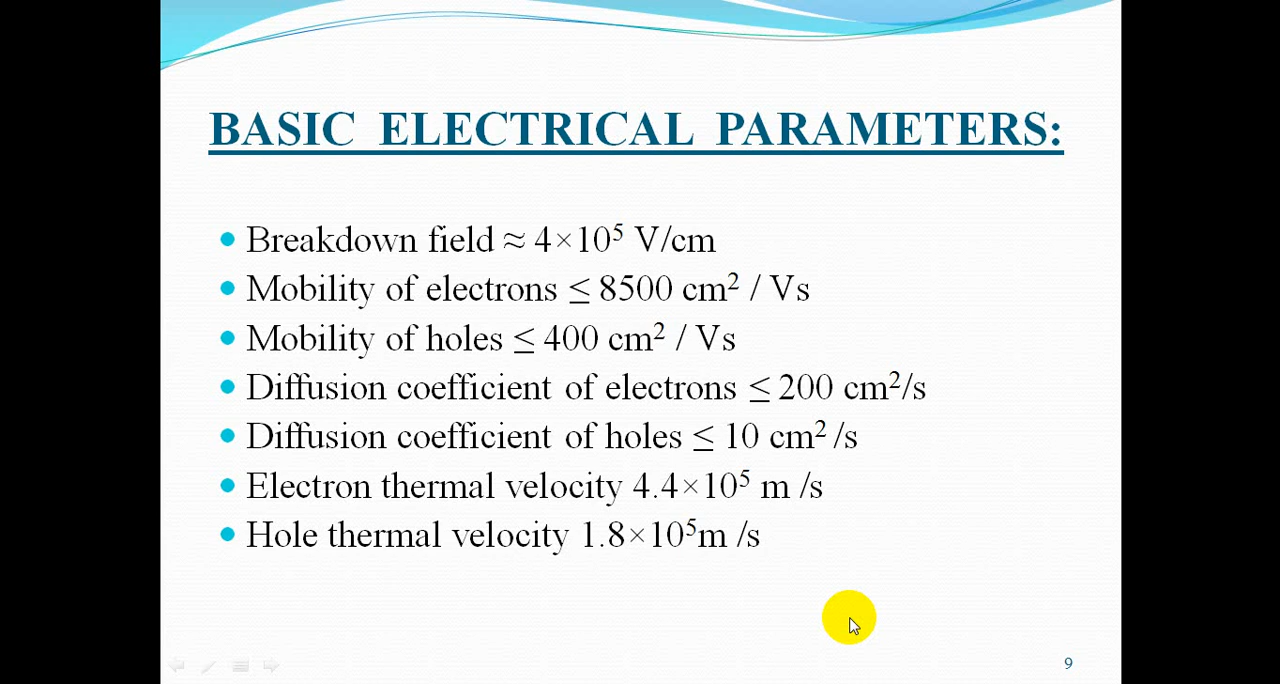 BASIC ELECTRICAL PARAMETERS:
• Breakdown field ≈ 4×10⁵ V/cm
• Mobility of electrons ≤ 8500 cm² / Vs
• Mobility of holes ≤ 400 cm² / Vs
• Diffusion coefficient of electrons ≤ 200 cm²/s
• Diffusion coefficient of holes ≤ 10 cm² /s
• Electron thermal velocity 4.4×10⁵ m /s
• Hole thermal velocity 1.8×10⁵m /s
9